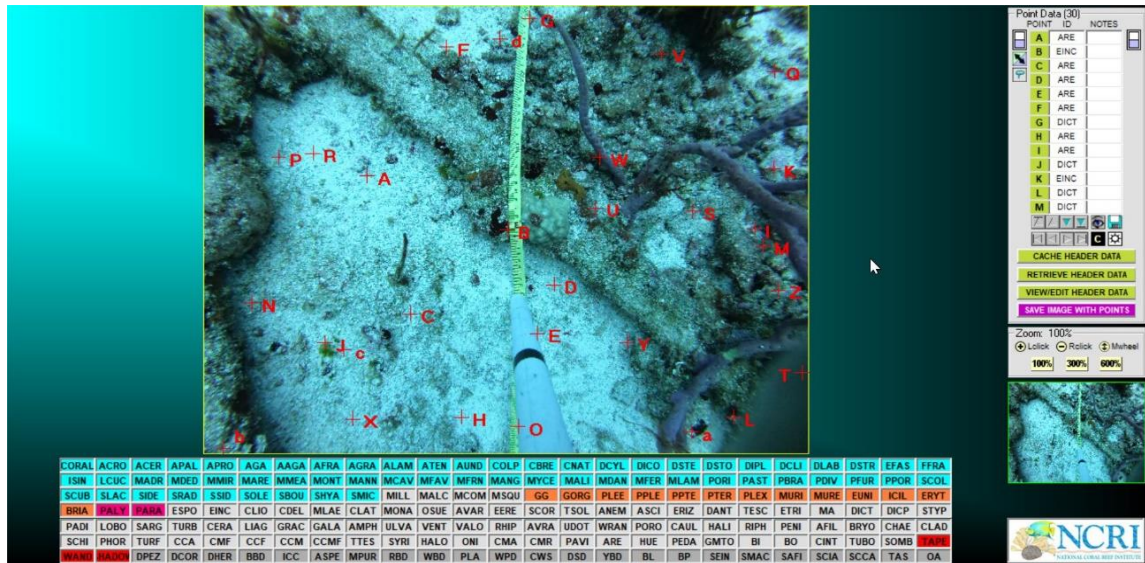 Point Data (30)
POINT ID NOTES
A ARE
B EINC
C ARE
D ARE
E ARE
F ARE
G DICT
H ARE
I ARE
J DICT
K EINC
L DICT
M DICT
C
CACHE HEADER DATA
RETRIEVE HEADER DATA
VIEW/EDIT HEADER DATA
SAVE IMAGE WITH POINTS
Zoom: 100%
Lclick Rclick Mwheel
100% 300% 600%
G
d
F
V
Q
P R
W
K
A
U
S
B
I
M
D
Z
N
C
E
J
c
Y
T
X
H
O
L
a
b
CORAL ACRO ACER APAL APRO AGA AAGA AFRA AGRA ALAM ATEN AUND COLP CBRE CNAT DCYL DICO DSTE DSTO DIPL DCLI DLAB DSTR EFAS FFRA
ISIN LCUC MADR MDED MMIR MARE MMEA MONT MANN MCAV MFAV MFRN MANG MYCE MALI MDAN MFER MLAM PORI PAST PBRA PDIV PFUR PPOR SCOL
SCUB SLAC SIDE SRAD SSID SOLE SBOU SHYA SMIC MILL MALC MCOM MSQU GG GORG PLEE PPLE PPTE PTER PLEX MURI MURE EUNI ICIL ERYT
BRIA PALY PARA ESPO EINC CLIO CDEL MLAE CLAT MONA OSUE AVAR EERE SCOR TSOL ANEM ASCI ERIZ DANT TESC ETRI MA DICT DICP STYP
PADI LOBO SARG TURB CERA LIAG GRAC GALA AMPH ULVA VENT VALO RHIP AVRA UDOT WRAN PORO CAUL HALI RIPH PENI AFIL BRYO CHAE CLAD
SCHI PHOR TURF CCA CMF CCF CCM CCMF TTES SYRI HALO ONI CMA CMR PAVI ARE HUE PEDA GMTO BI BO CINT TUBO SOMB TAPE
WAND HADOV DPEZ DCOR DHER BBD ICC ASPE MPUR RBD WBD PLA WPD CWS DSD YBD BL BP SEIN SMAC SAFI SCIA SCCA TAS OA
NCRI
NATIONAL CORAL REEF INSTITUTE